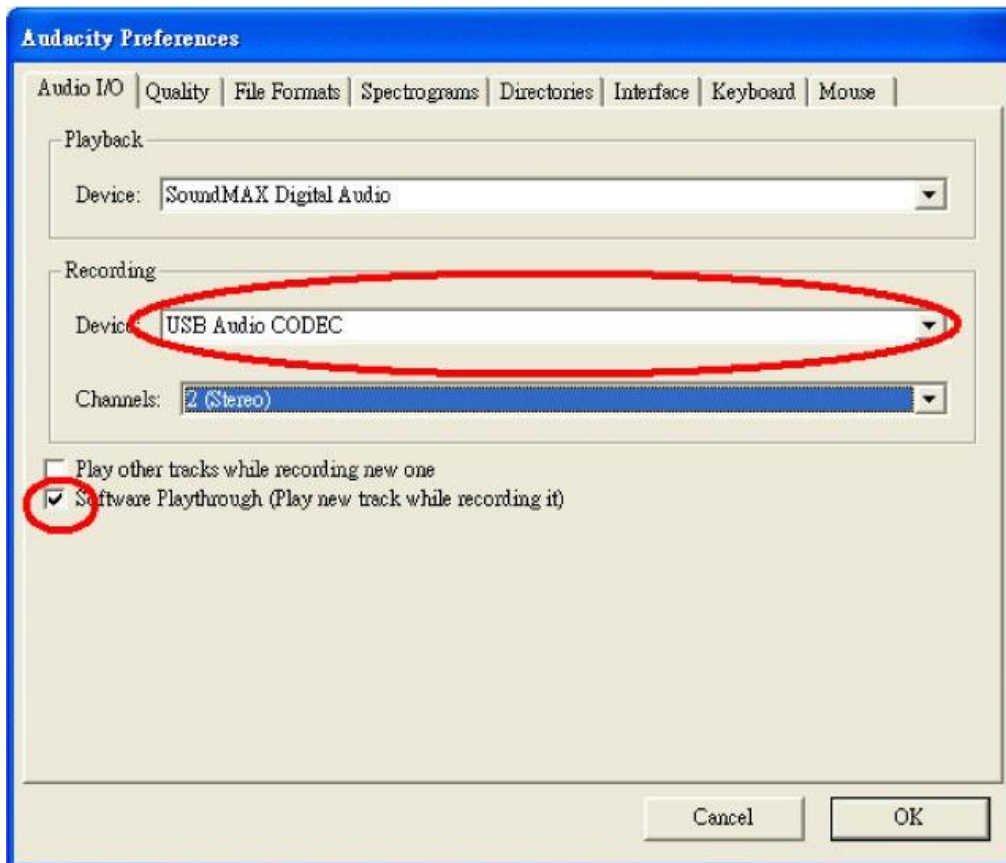 Audacity Preferences
Audio I/O Quality File Formats Spectrograms Directories Interface Keyboard Mouse
Playback
Device: SoundMAX Digital Audio
Recording
Device: USB Audio CODEC
Channels: 2 (Stereo)
Play other tracks while recording new one
Software Playthrough (Play new track while recording it)
Cancel OK